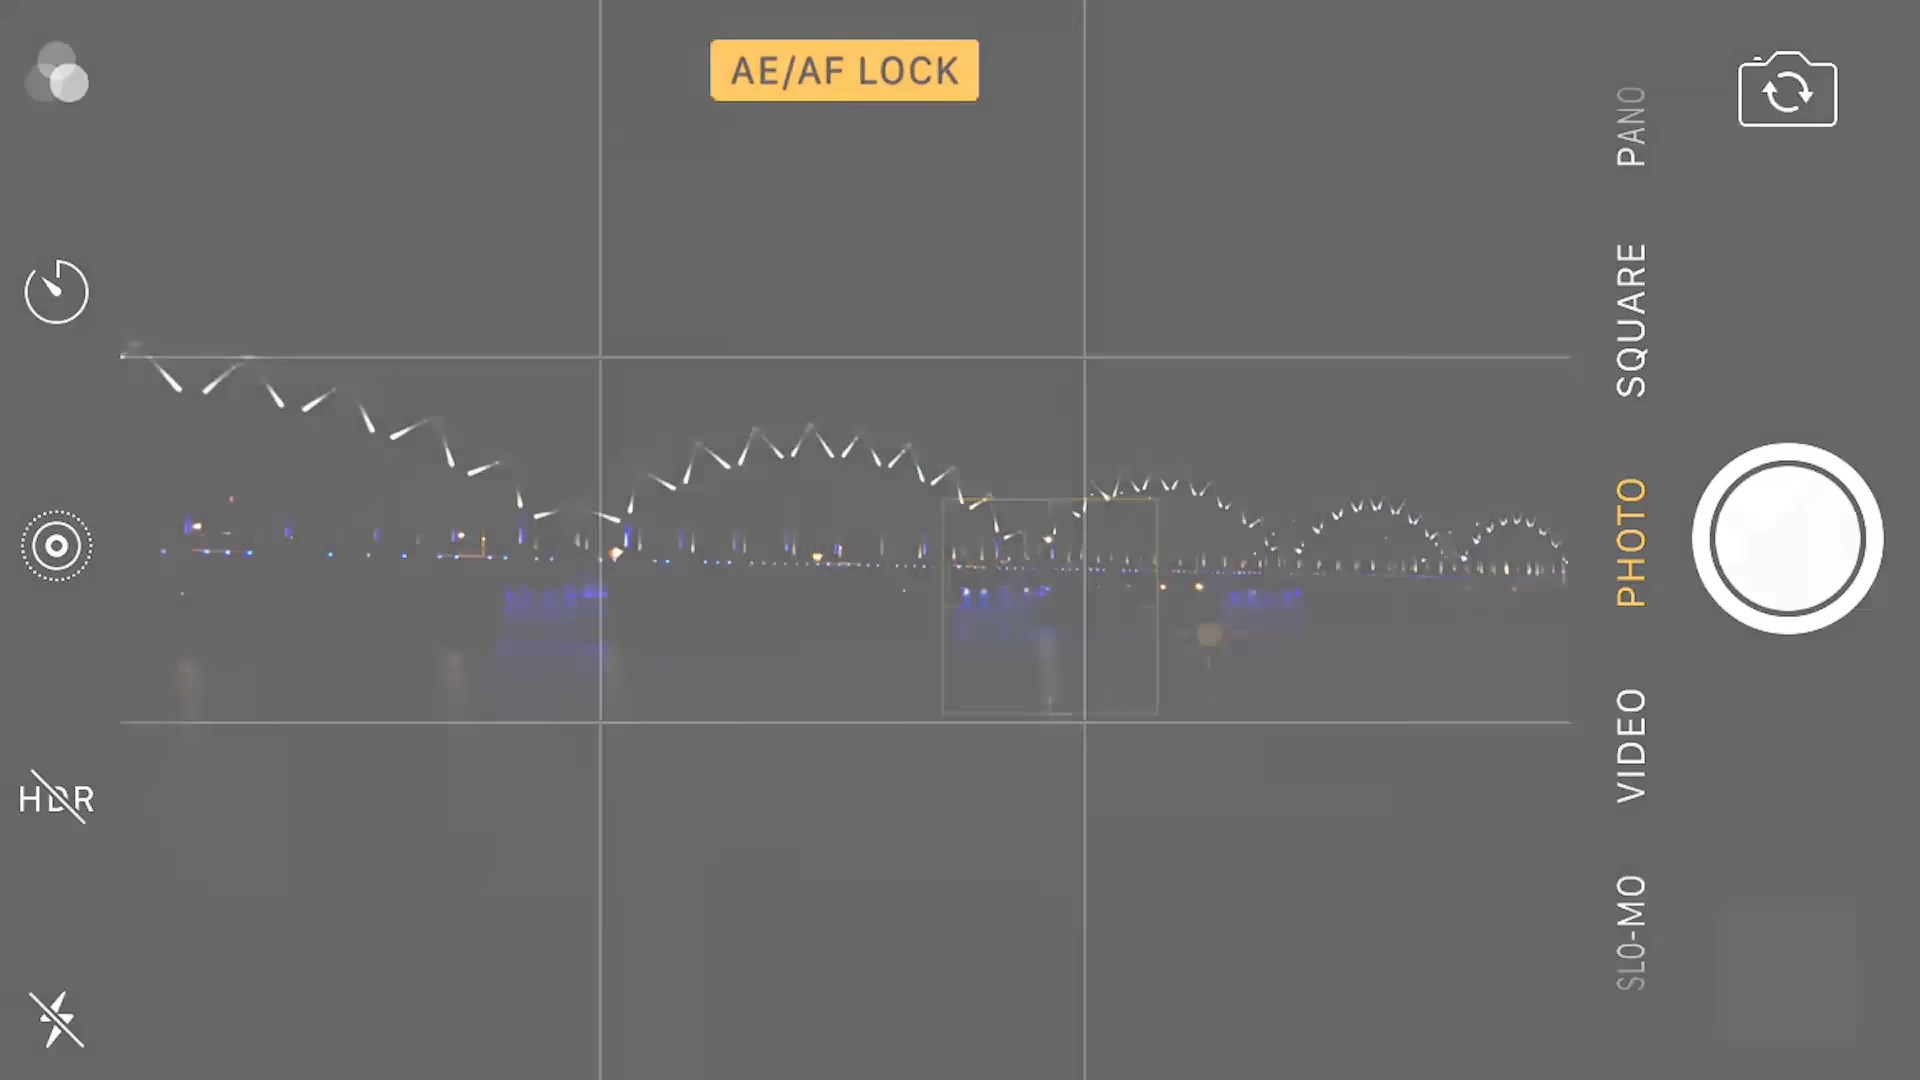 AE/AF LOCK
PANO
SQUARE
PHOTO
VIDEO
SLO-MO
HDR